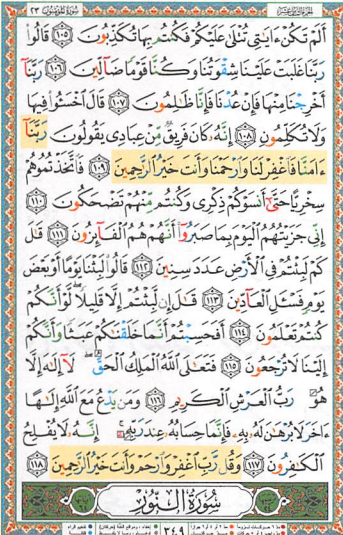 ٢٣ سورة المؤمنون
الجزء الثامن عشر
أَلَمْ تَكُنْ ءَايَٰتِى تُتْلَىٰ عَلَيْكُمْ فَكُنتُم بِهَا تُكَذِّبُونَ ﴿١٠٥﴾ قَالُوا۟
رَبَّنَا غَلَبَتْ عَلَيْنَا شِقْوَتُنَا وَكُنَّا قَوْمًا ضَآلِّينَ ﴿١٠٦﴾ رَبَّنَآ
أَخْرِجْنَا مِنْهَا فَإِنْ عُدْنَا فَإِنَّا ظَٰلِمُونَ ﴿١٠٧﴾ قَالَ ٱخْسَـُٔوا۟ فِيهَا
وَلَا تُكَلِّمُونِ ﴿١٠٨﴾ إِنَّهُۥ كَانَ فَرِيقٌ مِّنْ عِبَادِى يَقُولُونَ رَبَّنَآ
ءَامَنَّا فَٱغْفِرْ لَنَا وَٱرْحَمْنَا وَأَنتَ خَيْرُ ٱلرَّٰحِمِينَ ﴿١٠٩﴾ فَٱتَّخَذْتُمُوهُمْ
سِخْرِيًّا حَتَّىٰٓ أَنسَوْكُمْ ذِكْرِى وَكُنتُم مِّنْهُمْ تَضْحَكُونَ ﴿١١٠﴾
إِنِّى جَزَيْتُهُمُ ٱلْيَوْمَ بِمَا صَبَرُوٓا۟ أَنَّهُمْ هُمُ ٱلْفَآئِزُونَ ﴿١١١﴾ قَٰلَ
كَمْ لَبِثْتُمْ فِى ٱلْأَرْضِ عَدَدَ سِنِينَ ﴿١١٢﴾ قَالُوا۟ لَبِثْنَا يَوْمًا أَوْ بَعْضَ
يَوْمٍ فَسْـَٔلِ ٱلْعَآدِّينَ ﴿١١٣﴾ قَٰلَ إِن لَّبِثْتُمْ إِلَّا قَلِيلًا لَّوْ أَنَّكُمْ
كُنتُمْ تَعْلَمُونَ ﴿١١٤﴾ أَفَحَسِبْتُمْ أَنَّمَا خَلَقْنَٰكُمْ عَبَثًا وَأَنَّكُمْ
إِلَيْنَا لَا تُرْجَعُونَ ﴿١١٥﴾ فَتَعَٰلَى ٱللَّهُ ٱلْمَلِكُ ٱلْحَقُّ ۖ لَآ إِلَٰهَ إِلَّا
هُوَ رَبُّ ٱلْعَرْشِ ٱلْكَرِيمِ ﴿١١٦﴾ وَمَن يَدْعُ مَعَ ٱللَّهِ إِلَٰهًا
ءَاخَرَ لَا بُرْهَٰنَ لَهُۥ بِهِۦ فَإِنَّمَا حِسَابُهُۥ عِندَ رَبِّهِۦٓ ۚ إِنَّهُۥ لَا يُفْلِحُ
ٱلْكَٰفِرُونَ ﴿١١٧﴾ وَقُل رَّبِّ ٱغْفِرْ وَٱرْحَمْ وَأَنتَ خَيْرُ ٱلرَّٰحِمِينَ ﴿١١٨﴾
سُورَةُ النُّورِ
٣٤٩